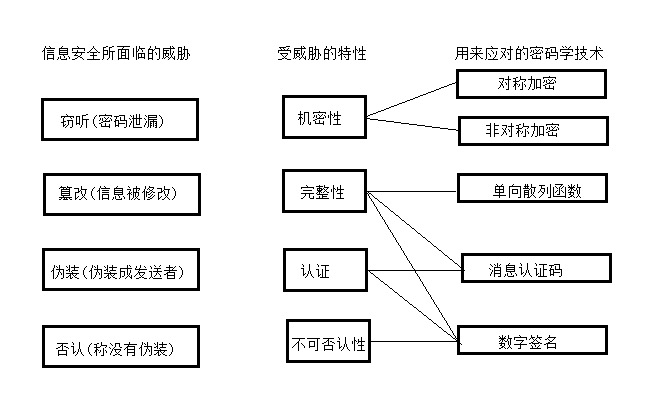 信息安全所面临的威胁 受威胁的特性 用来应对的密码学技术
窃听(密码泄漏) 机密性 对称加密
非对称加密
篡改(信息被修改) 完整性 单向散列函数
伪装(伪装成发送者) 认证 消息认证码
否认(称没有伪装) 不可否认性 数字签名